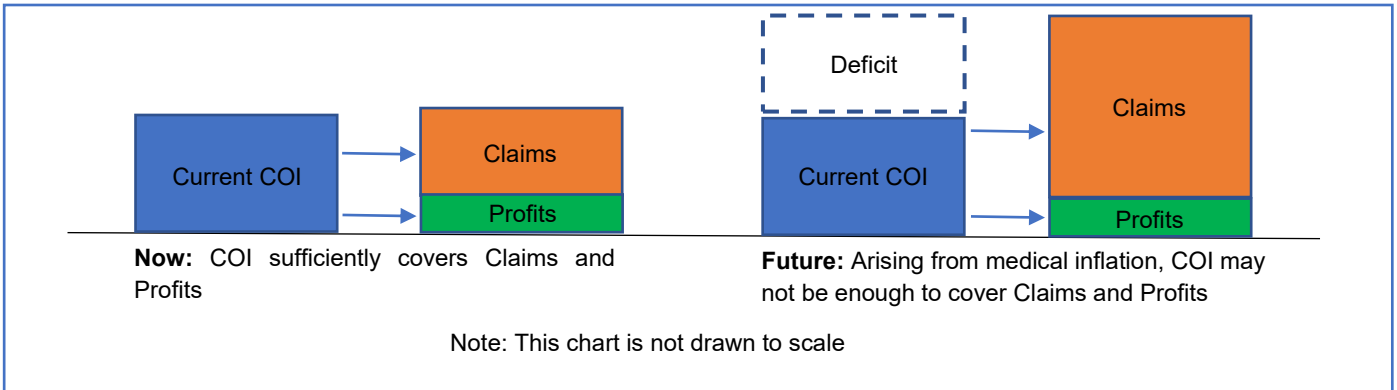 Deficit
Claims
Current COI
Claims
Profits
Current COI
Profits
Now: COI sufficiently covers Claims and
Profits
Future: Arising from medical inflation, COI may
not be enough to cover Claims and Profits
Note: This chart is not drawn to scale